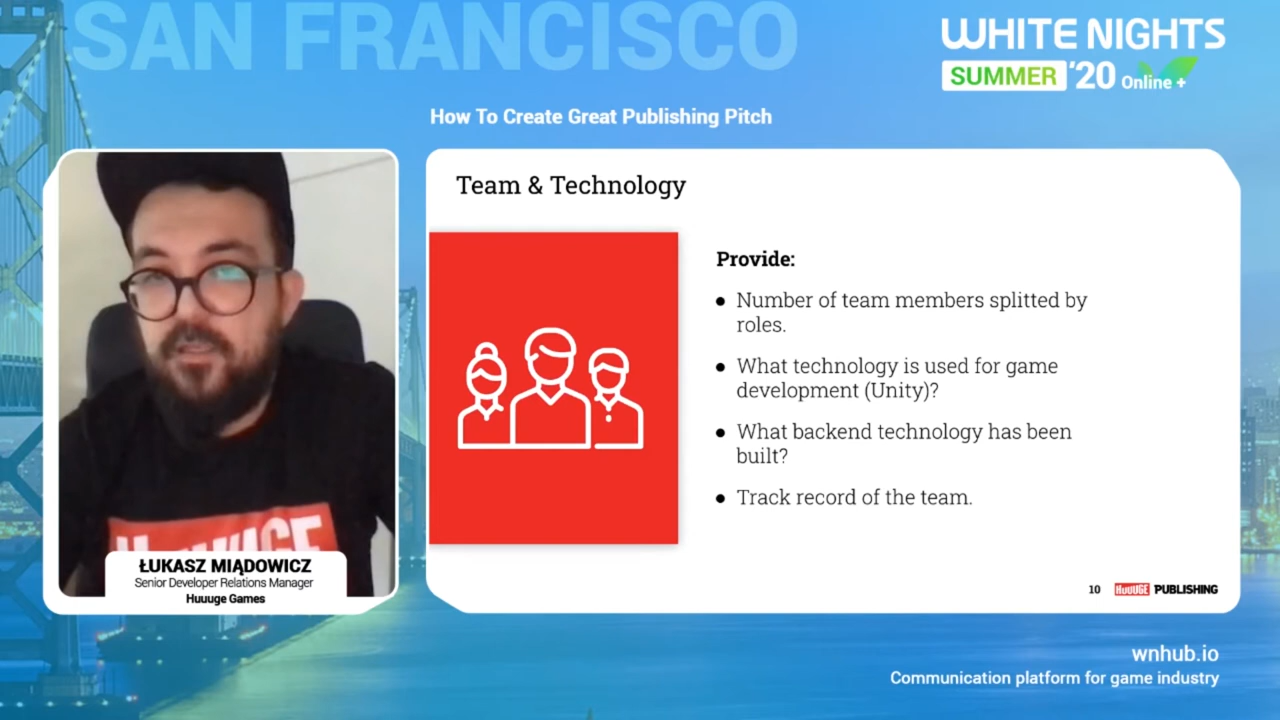 SAN FRANCISCO
WHITE NIGHTS
SUMMER '20 Online +
How To Create Great Publishing Pitch
Team & Technology
Provide:
• Number of team members splitted by
roles.
• What technology is used for game
development (Unity)?
• What backend technology has been
built?
• Track record of the team.
HUUUGE
ŁUKASZ MIĄDOWICZ
Senior Developer Relations Manager
Huuuge Games
10 HUUUGE PUBLISHING
wnhub.io
Communication platform for game industry